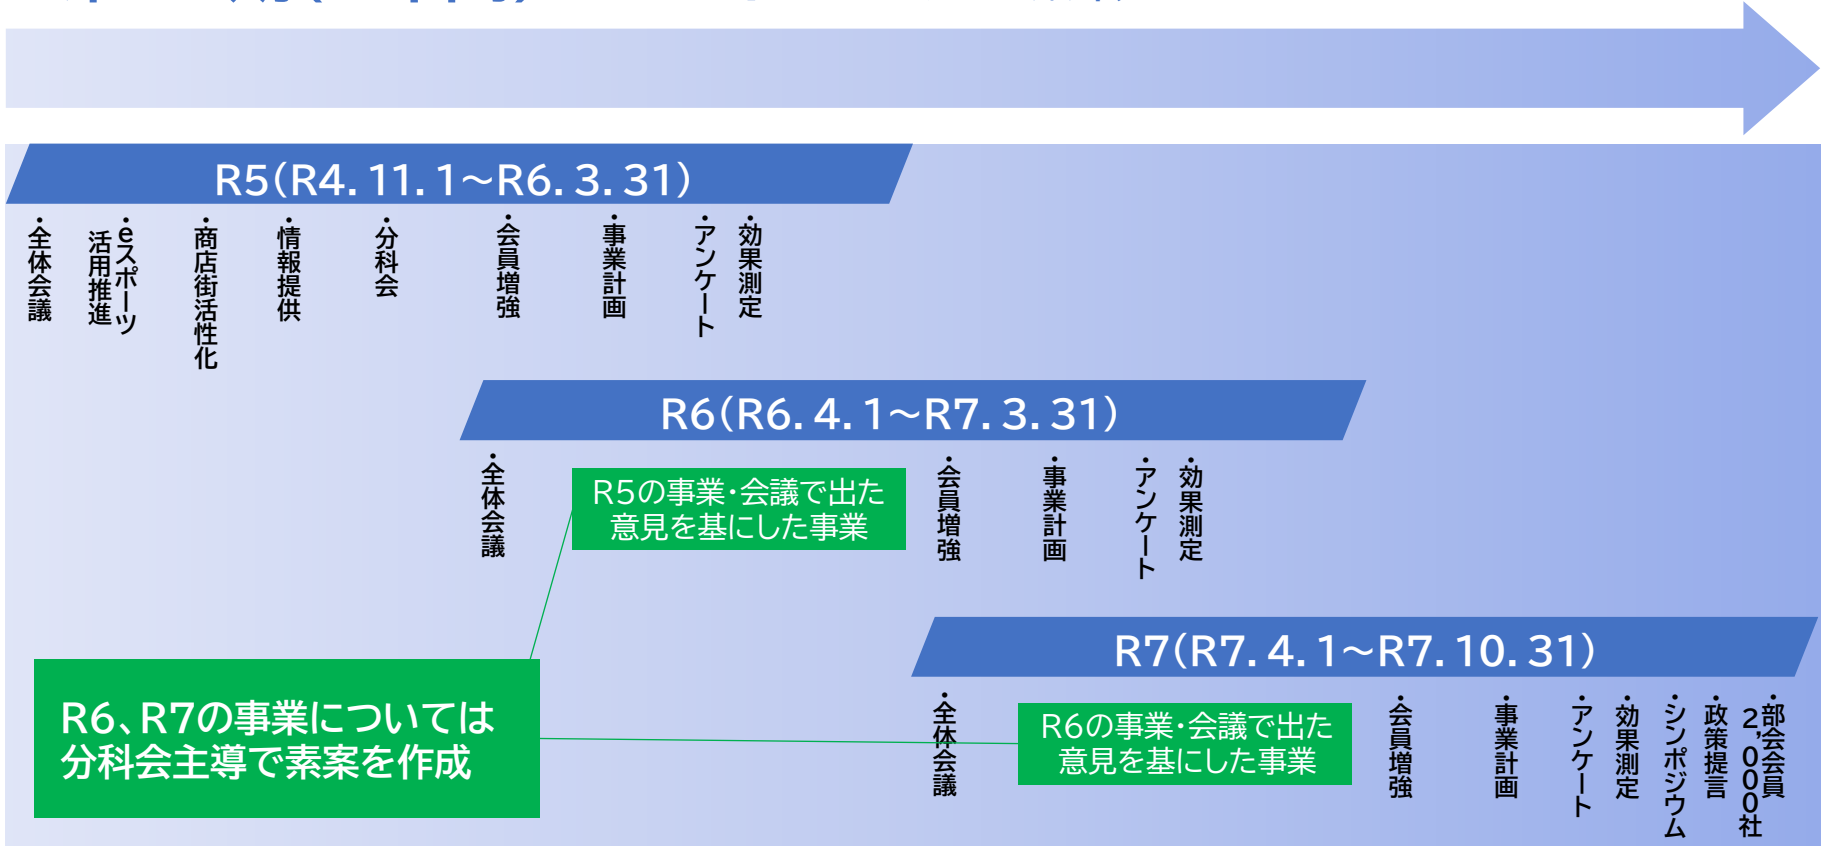 R5(R4.11.1～R6.3.31)
・全体会議
・eスポーツ
活用推進
・商店街活性化
・情報提供
・分科会
・会員増強
・事業計画
・アンケート
・効果測定
R6(R6.4.1～R7.3.31)
・全体会議
R5の事業・会議で出た
意見を基にした事業
・会員増強
・事業計画
・アンケート
・効果測定
R7(R7.4.1～R7.10.31)
R6、R7の事業については
分科会主導で素案を作成
・全体会議
R6の事業・会議で出た
意見を基にした事業
・会員増強
・事業計画
・アンケート
・効果測定
・シンポジウム
・政策提言
・部会会員
2,000社